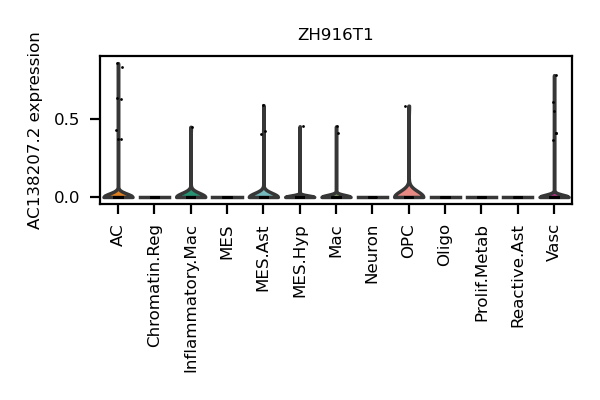 ZH916T1
AC138207.2 expression
0.5
0.0
AC
Chromatin.Reg
Inflammatory.Mac
MES
MES.Ast
MES.Hyp
Mac
Neuron
OPC
Oligo
Prolif.Metab
Reactive.Ast
Vasc